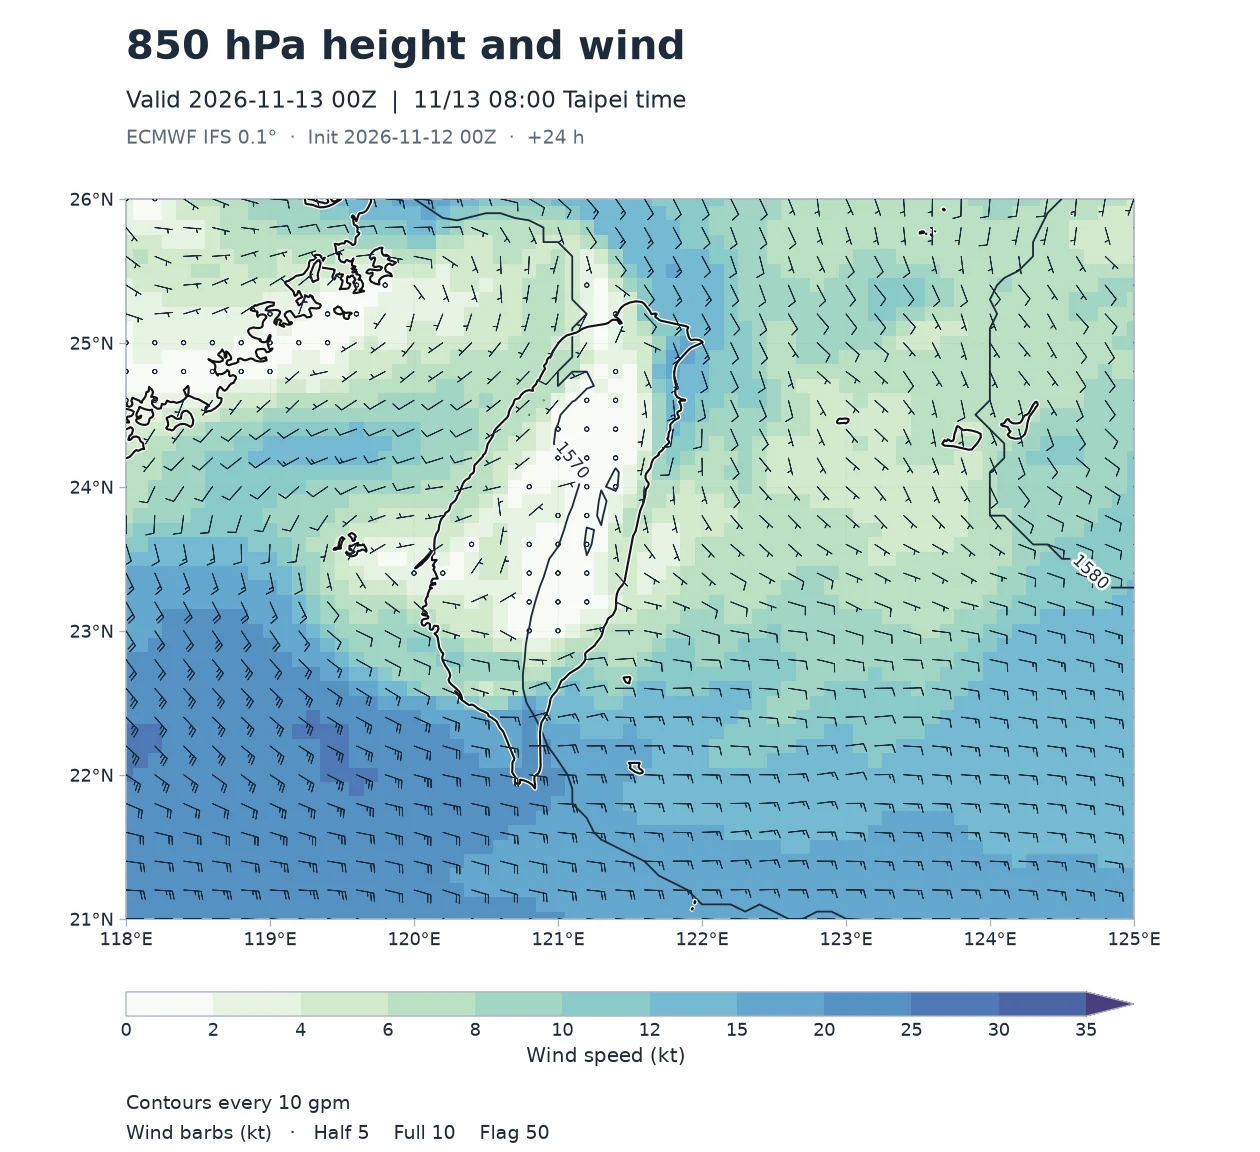 850 hPa height and wind
Valid 2026-11-13 00Z | 11/13 08:00 Taipei time
ECMWF IFS 0.1° · Init 2026-11-12 00Z · +24 h
26°N
25°N
24°N
23°N
22°N
21°N
1570
1580
118°E 119°E 120°E 121°E 122°E 123°E 124°E 125°E
0 2 4 6 8 10 12 15 20 25 30 35
Wind speed (kt)
Contours every 10 gpm
Wind barbs (kt) · Half 5 Full 10 Flag 50